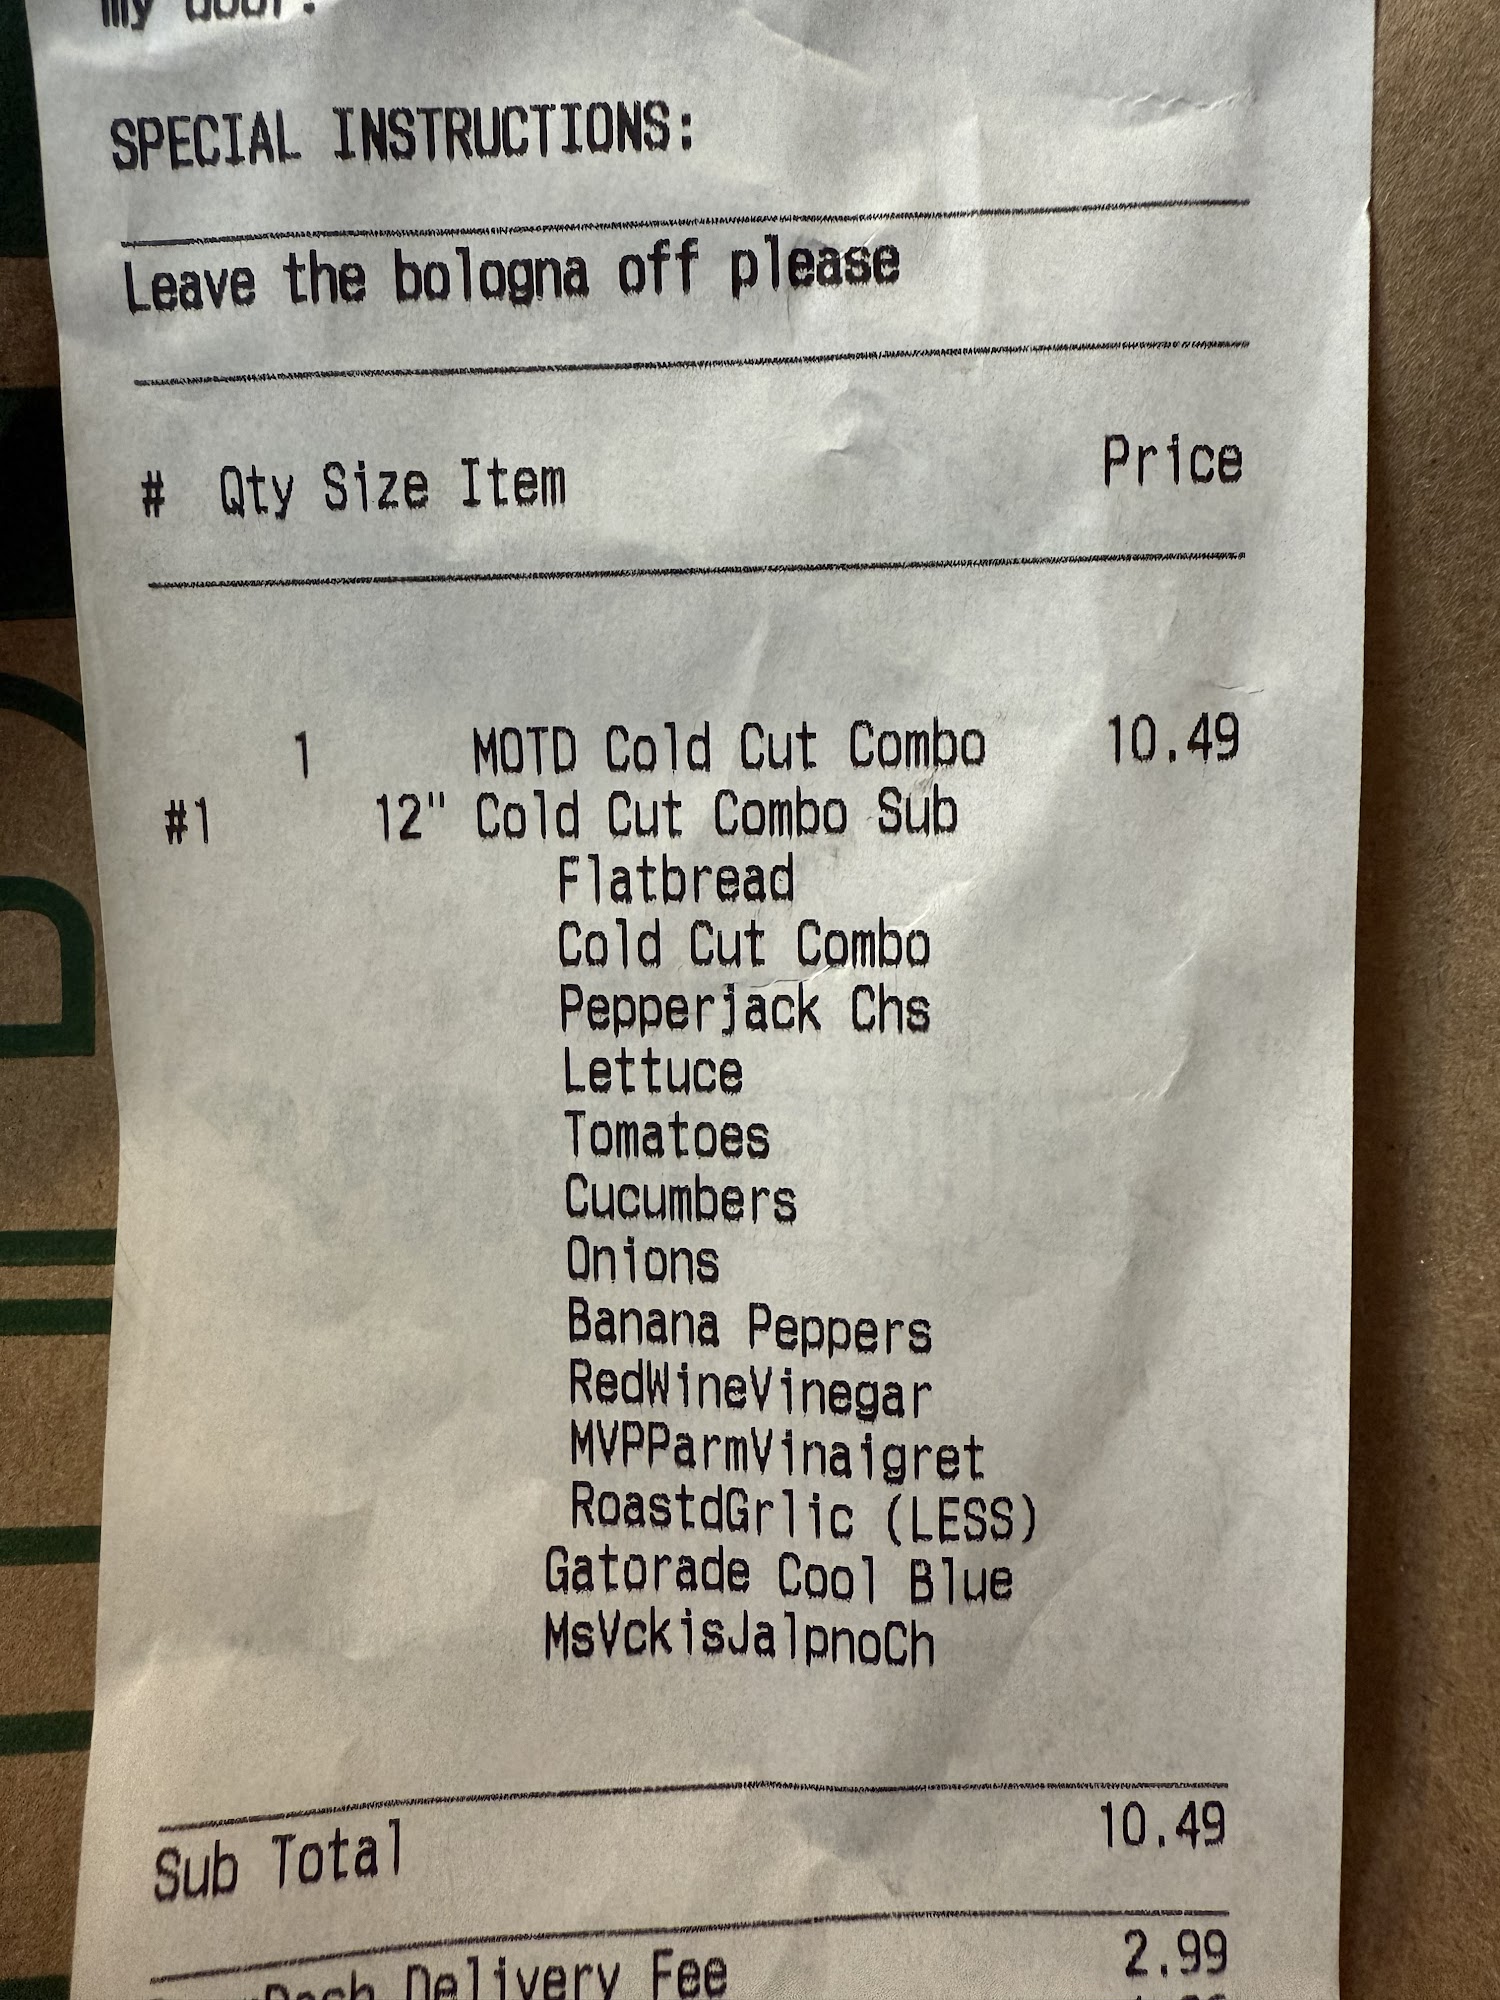 my door.
SPECIAL INSTRUCTIONS:
Leave the bologna off please
# Qty Size Item Price
1 MOTD Cold Cut Combo 10.49
#1 12" Cold Cut Combo Sub
Flatbread
Cold Cut Combo
Pepperjack Chs
Lettuce
Tomatoes
Cucumbers
Onions
Banana Peppers
RedWineVinegar
MVPParmVinaigret
RoastdGrlic (LESS)
Gatorade Cool Blue
MsVckisJalpnoCh
Sub Total 10.49
Delivery Fee 2.99